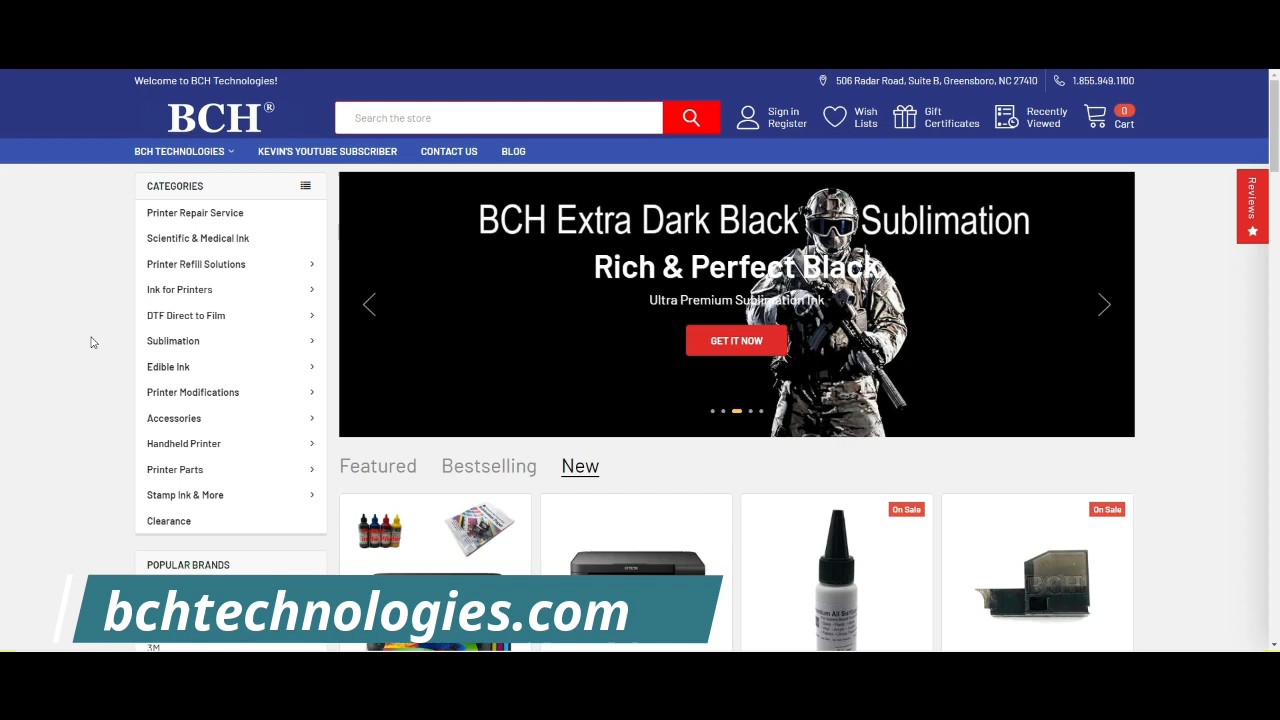 Welcome to BCH Technologies!
506 Radar Road, Suite B, Greensboro, NC 27410
1.855.949.1100
BCH®
Search the store
Sign in
Register
Wish
Lists
Gift
Certificates
Recently
Viewed
0
Cart
BCH TECHNOLOGIES
KEVIN'S YOUTUBE SUBSCRIBER
CONTACT US
BLOG
CATEGORIES
Printer Repair Service
Scientific & Medical Ink
Printer Refill Solutions
Ink for Printers
DTF Direct to Film
Sublimation
Edible Ink
Printer Modifications
Accessories
Handheld Printer
Printer Parts
Stamp Ink & More
Clearance
POPULAR BRANDS
3M
BCH Extra Dark Black Sublimation
Rich & Perfect Black
Ultra Premium Sublimation Ink
GET IT NOW
Reviews
Featured
Bestselling
New
EPSON
On Sale
On Sale
BCH
bchtechnologies.com